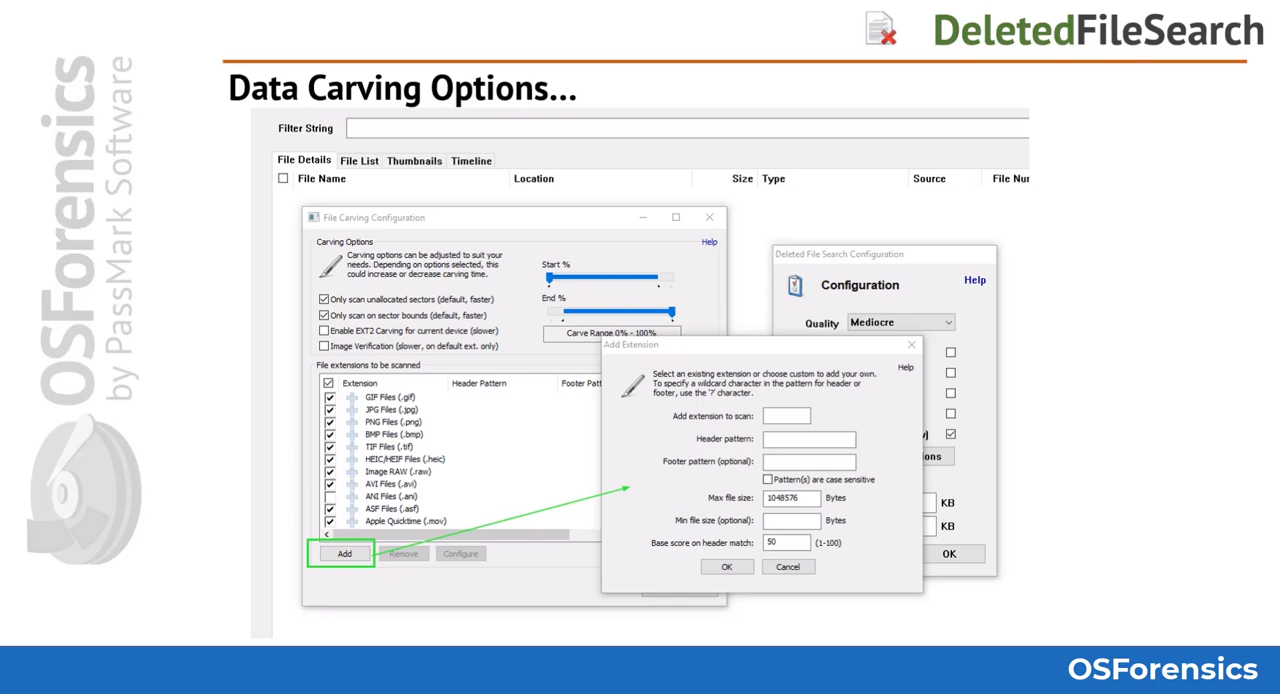 DeletedFileSearch
OSForensics
by PassMark Software
Data Carving Options...
Filter String
File Details File List Thumbnails Timeline
File Name Location Size Type Source File Nur
File Carving Configuration
Carving Options
Help
Carving options can be adjusted to suit your
needs. Depending on options selected, this
could increase or decrease carving time.
Start %
End %
Carve Range 0% - 100%
Only scan unallocated sectors (default, faster)
Only scan on sector bounds (default, faster)
Enable EXT2 Carving for current device (slower)
Image Verification (slower, on default ext. only)
File extensions to be scanned
Extension Header Pattern Footer Patt
GIF Files (.gif)
JPG Files (.jpg)
PNG Files (.png)
BMP Files (.bmp)
TIF Files (.tif)
HEIC/HEIF Files (.heic)
Image RAW (.raw)
AVI Files (.avi)
ANI Files (.ani)
ASF Files (.asf)
Apple Quicktime (.mov)
Add Remove Configure
Deleted File Search Configuration
Configuration
Help
Quality Mediocre
ons
KB
KB
OK
Add Extension
Help
Select an existing extension or choose custom to add your own.
To specify a wildcard character in the pattern for header or
footer, use the '?' character.
Add extension to scan:
Header pattern:
Footer pattern (optional):
Pattern(s) are case sensitive
Max file size: 1048576 Bytes
Min file size (optional): Bytes
Base score on header match: 50 (1-100)
OK Cancel
OSForensics